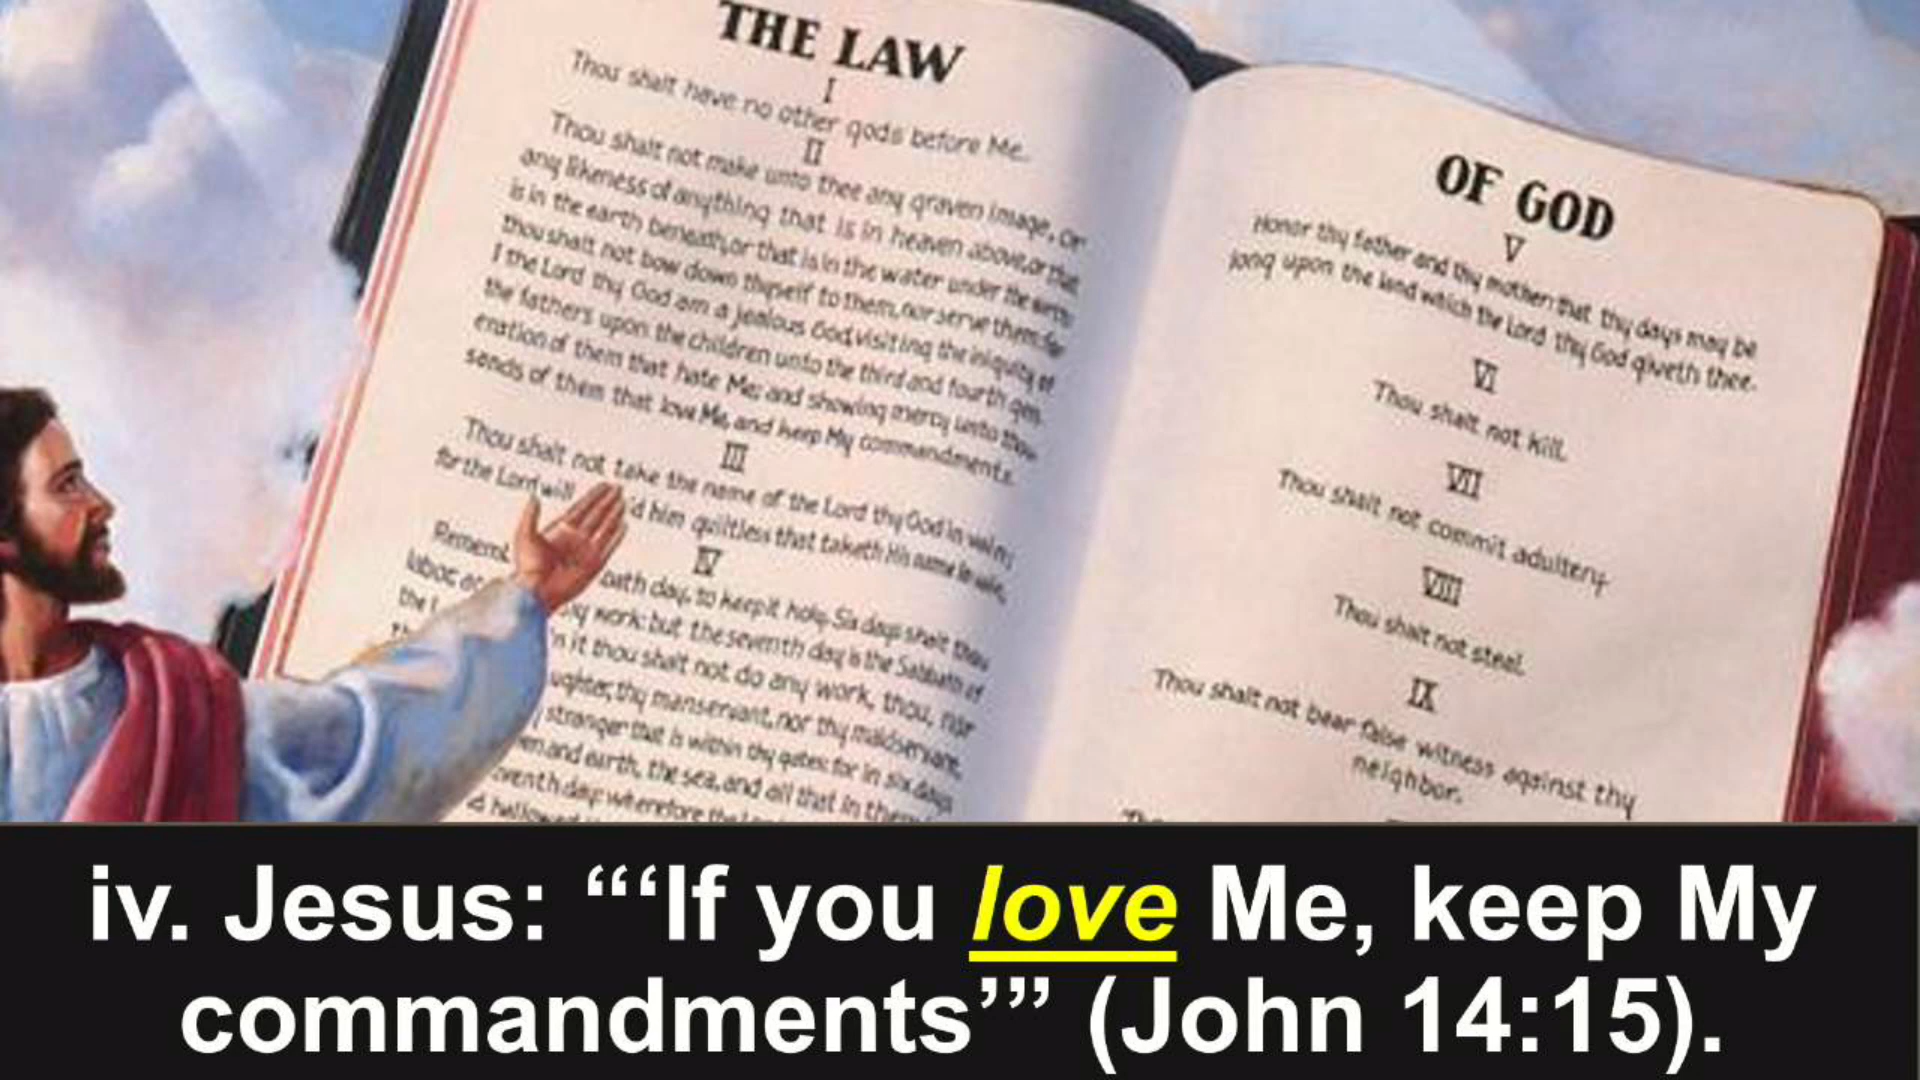 THE LAW
I
Thou shalt have no other gods before Me.
II
Thou shalt not make unto thee any graven image, or
any likeness of anything that is in heaven above, or that
is in the earth beneath, or that is in the water under the earth
thou shalt not bow down thyself to them, nor serve them: for
I the Lord thy God am a jealous God, visiting the iniquity of
the fathers upon the children unto the third and fourth gen
eration of them that hate Me; and showing mercy unto thou
sands of them that love Me, and keep My commandments.
III
Thou shalt not take the name of the Lord thy God in vain;
for the Lord will him guiltless that taketh His name in vain.
IV
bath day, to keep it holy. Six days shalt thou
labor work: but the seventh day is the Sabbath of
in it thou shalt not do any work, thou, nor
ughter, thy manservant, nor thy maidservant,
stranger that is within thy gates: for in six days
and earth, the sea, and all that in them
venth day: wherefore the
hallowed
OF GOD
V
Honor thy father and thy mother: that thy days may be
long upon the land which the Lord thy God giveth thee.
VI
Thou shalt not kill.
VII
Thou shalt not commit adultery.
VIII
Thou shalt not steal.
IX
Thou shalt not bear false witness against thy
neighbor.
iv. Jesus: “‘If you love Me, keep My
commandments’” (John 14:15).